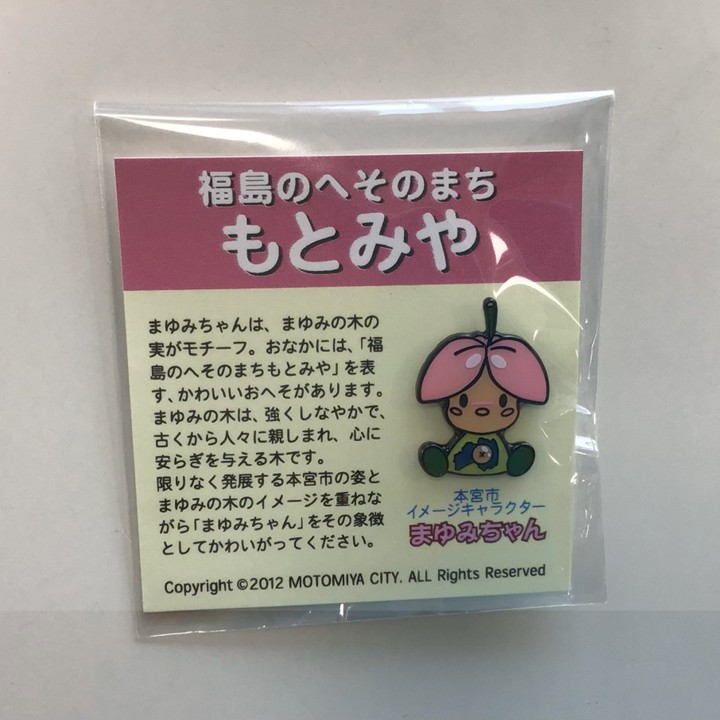 福島のへそのまち
もとみや
まゆみちゃんは、まゆみの木の
実がモチーフ。おなかには、「福
島のへそのまちもとみや」を表
す、かわいいおへそがあります。
まゆみの木は、強くしなやかで、
古くから人々に親しまれ、心に
安らぎを与える木です。
限りなく発展する本宮市の姿と
まゆみの木のイメージを重ねな
がら「まゆみちゃん」をその象徴
としてかわいがってください。
本宮市
イメージキャラクター
まゆみちゃん
Copyright ©2012 MOTOMIYA CITY. ALL Rights Reserved